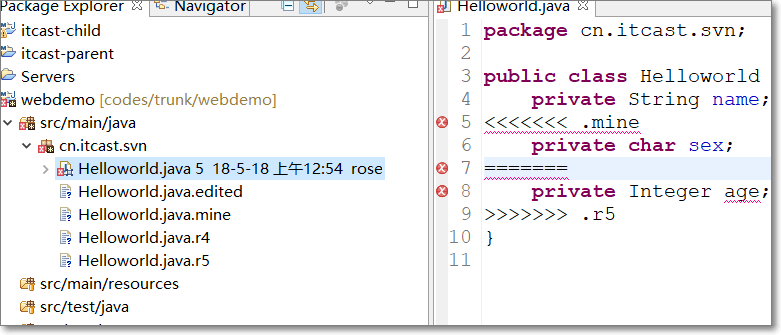 Package Explorer
Navigator
itcast-child
itcast-parent
Servers
webdemo [codes/trunk/webdemo]
src/main/java
cn.itcast.svn
Helloworld.java 5 18-5-18 上午12:54 rose
Helloworld.java.edited
Helloworld.java.mine
Helloworld.java.r4
Helloworld.java.r5
src/main/resources
src/test/java
Helloworld.java
1 package cn.itcast.svn;
2
3 public class Helloworld
4 private String name;
5 <<<<<<< .mine
6 private char sex;
7 =======
8 private Integer age;
9 >>>>>>> .r5
10 }
11